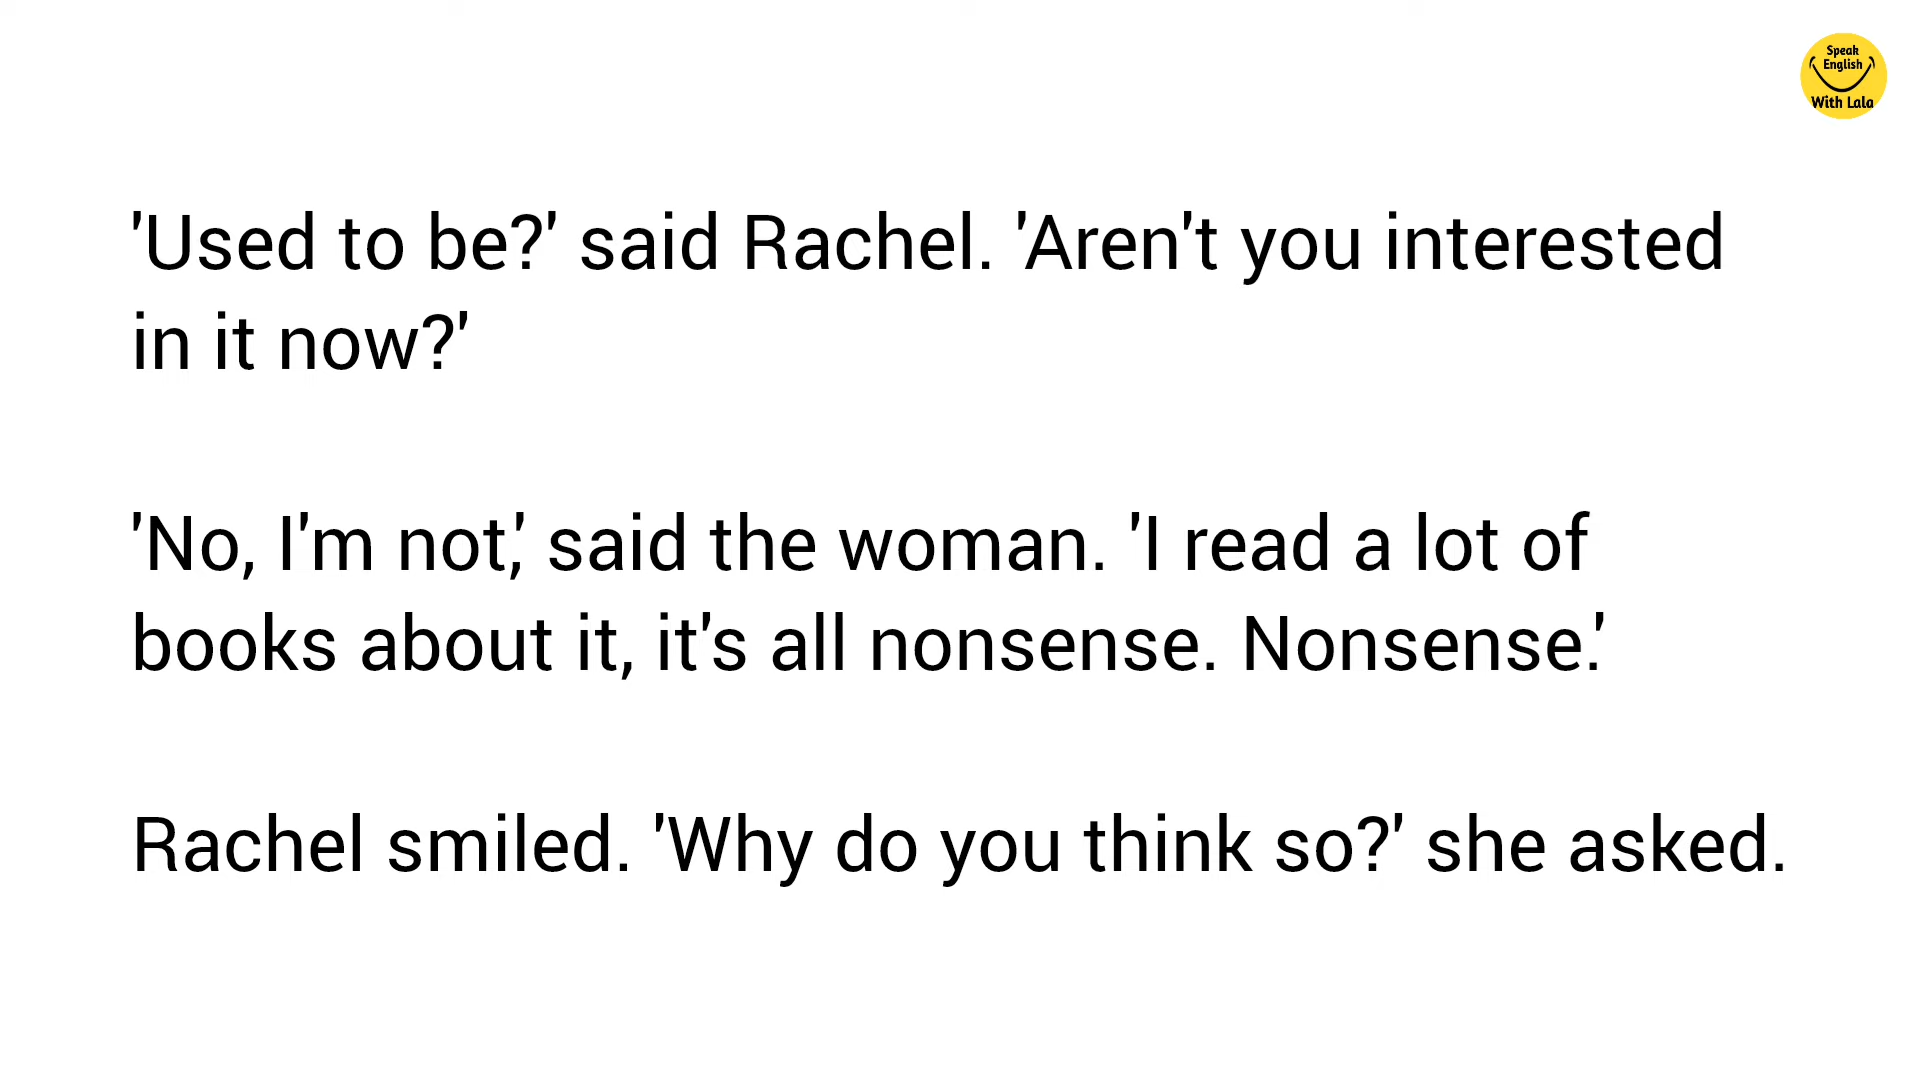 Speak
English
With Lala
'Used to be?' said Rachel. 'Aren't you interested
in it now?'
'No, I'm not,' said the woman. 'I read a lot of
books about it, it's all nonsense. Nonsense.'
Rachel smiled. 'Why do you think so?' she asked.